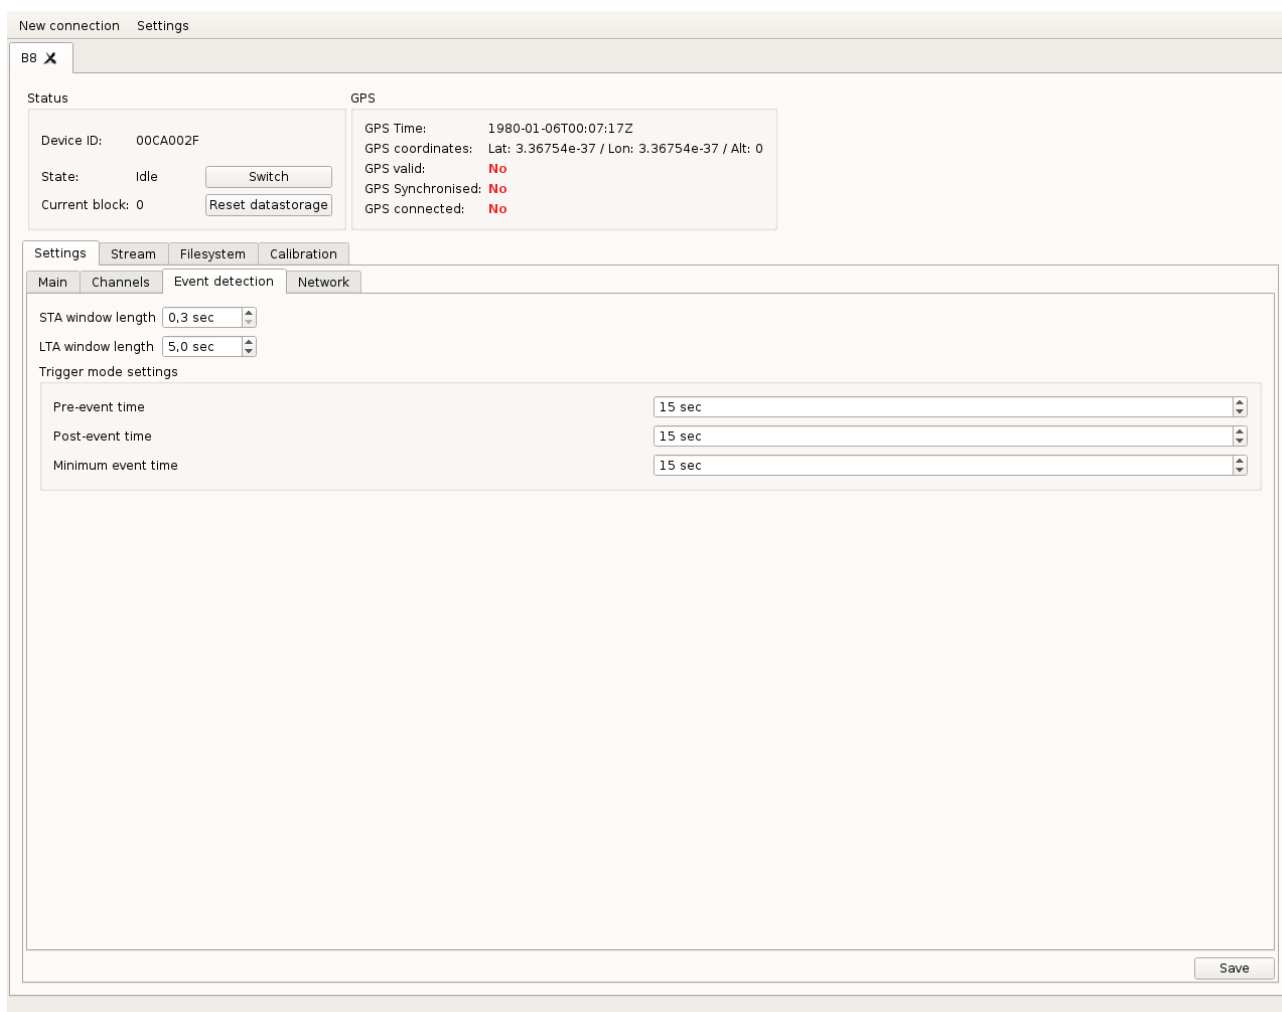 New connection Settings
B8
Status
Device ID: 00CA002F
State: Idle Switch
Current block: 0 Reset datastorage
GPS
GPS Time: 1980-01-06T00:07:17Z
GPS coordinates: Lat: 3.36754e-37 / Lon: 3.36754e-37 / Alt: 0
GPS valid: No
GPS Synchronised: No
GPS connected: No
Settings Stream Filesystem Calibration
Main Channels Event detection Network
STA window length 0,3 sec
LTA window length 5,0 sec
Trigger mode settings
Pre-event time 15 sec
Post-event time 15 sec
Minimum event time 15 sec
Save